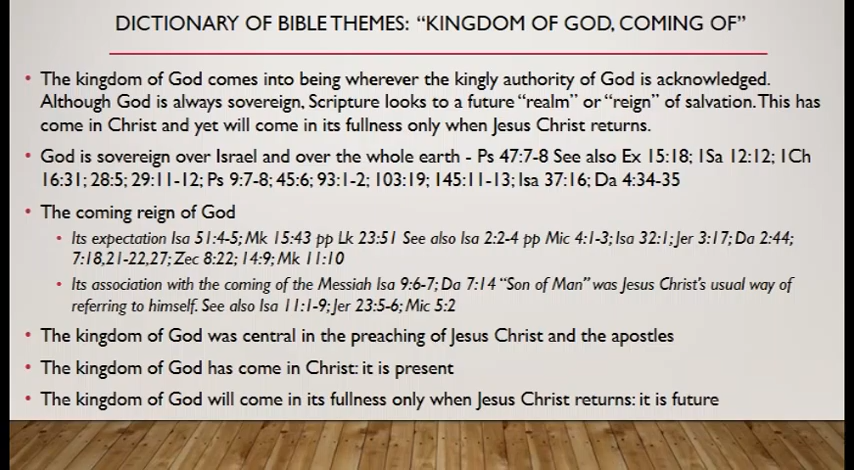 DICTIONARY OF BIBLE THEMES: “KINGDOM OF GOD, COMING OF”
• The kingdom of God comes into being wherever the kingly authority of God is acknowledged.
Although God is always sovereign, Scripture looks to a future “realm” or “reign” of salvation. This has
come in Christ and yet will come in its fullness only when Jesus Christ returns.
• God is sovereign over Israel and over the whole earth - Ps 47:7-8 See also Ex 15:18; 1Sa 12:12; 1Ch
16:31; 28:5; 29:11-12; Ps 9:7-8; 45:6; 93:1-2; 103:19; 145:11-13; Isa 37:16; Da 4:34-35
• The coming reign of God
• Its expectation Isa 51:4-5; Mk 15:43 pp Lk 23:51 See also Isa 2:2-4 pp Mic 4:1-3; Isa 32:1; Jer 3:17; Da 2:44;
7:18,21-22,27; Zec 8:22; 14:9; Mk 11:10
• Its association with the coming of the Messiah Isa 9:6-7; Da 7:14 “Son of Man” was Jesus Christ’s usual way of
referring to himself. See also Isa 11:1-9; Jer 23:5-6; Mic 5:2
• The kingdom of God was central in the preaching of Jesus Christ and the apostles
• The kingdom of God has come in Christ: it is present
• The kingdom of God will come in its fullness only when Jesus Christ returns: it is future